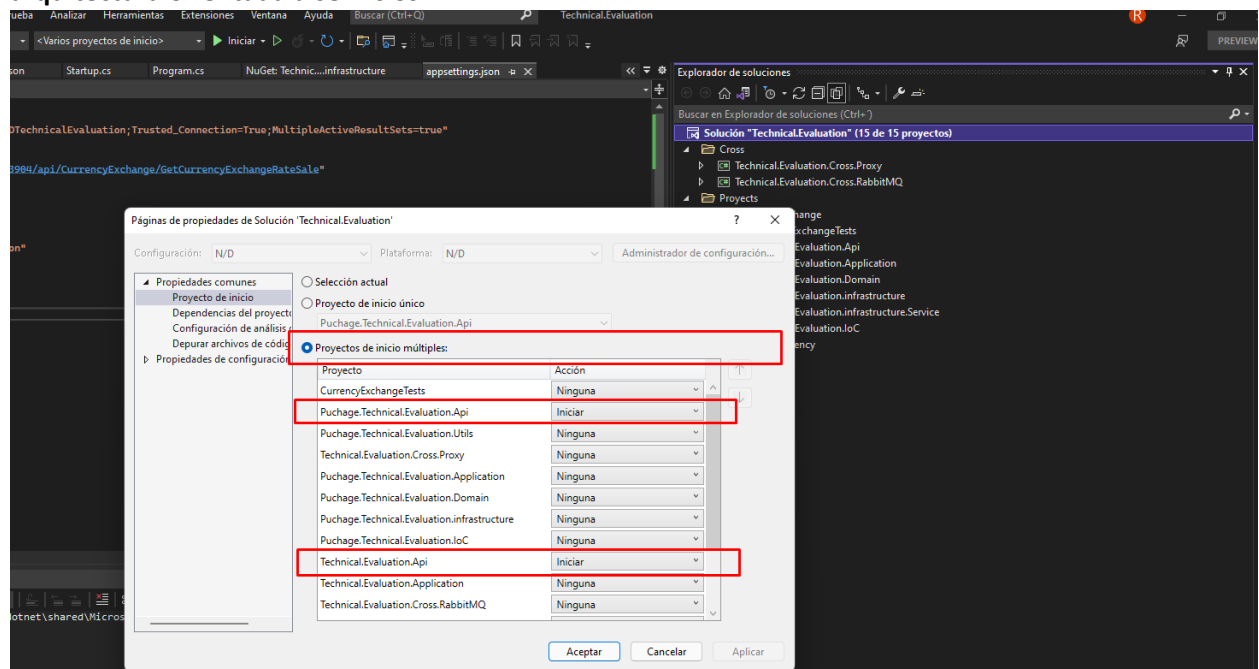 ueba Analizar Herramientas Extensiones Ventana Ayuda Buscar (Ctrl+Q) Technical.Evaluation R
<Varios proyectos de inicio> Iniciar PREVIEW
son Startup.cs Program.cs NuGet: Technic....infrastructure appsettings.json
Explorador de soluciones
Buscar en Explorador de soluciones (Ctrl+´)
DTechnicalEvaluation;Trusted_Connection=True;MultipleActiveResultSets=true"
Solución "Technical.Evaluation" (15 de 15 proyectos)
Cross
3904/api/CurrencyExchange/GetCurrencyExchangeRateSale"
Technical.Evaluation.Cross.Proxy
Technical.Evaluation.Cross.RabbitMQ
Proyects
hange
xchangeTests
Evaluation.Api
Evaluation.Application
Evaluation.Domain
Evaluation.infrastructure
Evaluation.infrastructure.Service
Evaluation.IoC
ency
on"
Páginas de propiedades de Solución 'Technical.Evaluation' ? X
Configuración: N/D Plataforma: N/D Administrador de configuración...
Propiedades comunes
Proyecto de inicio
Dependencias del proyecto
Configuración de análisis
Depurar archivos de códig
Propiedades de configuración
Selección actual
Proyecto de inicio único
Puchage.Technical.Evaluation.Api
Proyectos de inicio múltiples:
Proyecto Acción
CurrencyExchangeTests Ninguna
Puchage.Technical.Evaluation.Api Iniciar
Puchage.Technical.Evaluation.Utils Ninguna
Technical.Evaluation.Cross.Proxy Ninguna
Puchage.Technical.Evaluation.Application Ninguna
Puchage.Technical.Evaluation.Domain Ninguna
Puchage.Technical.Evaluation.infrastructure Ninguna
Puchage.Technical.Evaluation.IoC Ninguna
Technical.Evaluation.Api Iniciar
Technical.Evaluation.Application Ninguna
Technical.Evaluation.Cross.RabbitMQ Ninguna
Aceptar Cancelar Aplicar
otnet\shared\Micros